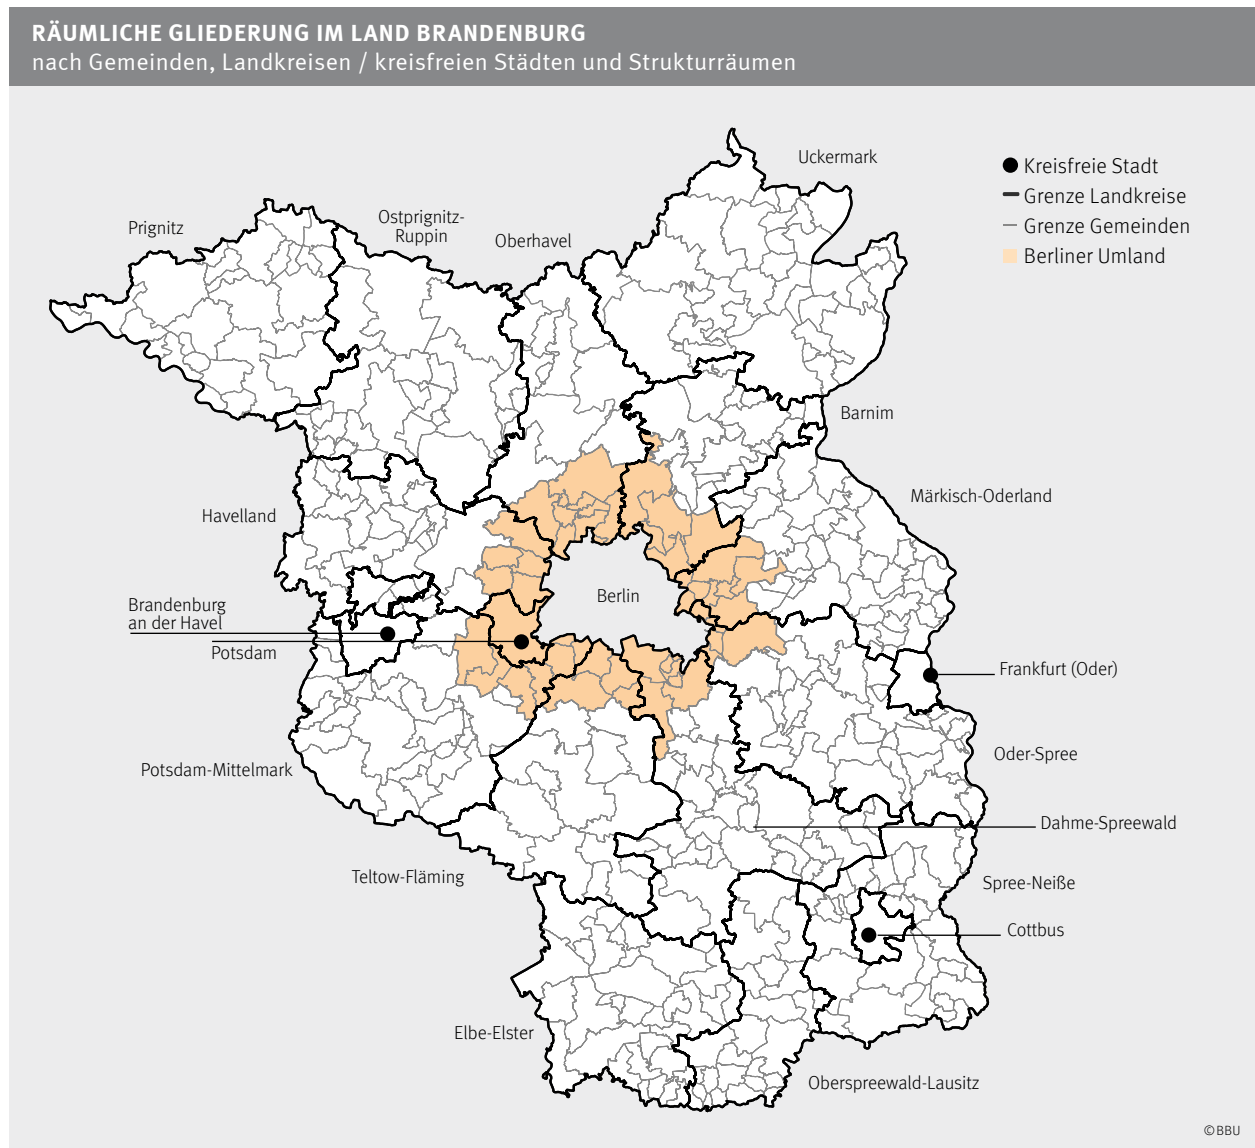 RÄUMLICHE GLIEDERUNG IM LAND BRANDENBURG
nach Gemeinden, Landkreisen / kreisfreien Städten und Strukturräumen
Uckermark
Kreisfreie Stadt
Grenze Landkreise
Grenze Gemeinden
Berliner Umland
Prignitz
Ostprignitz-
Ruppin
Oberhavel
Barnim
Märkisch-Oderland
Havelland
Berlin
Brandenburg
an der Havel
Potsdam
Frankfurt (Oder)
Oder-Spree
Potsdam-Mittelmark
Dahme-Spreewald
Teltow-Fläming
Spree-Neiße
Cottbus
Elbe-Elster
Oberspreewald-Lausitz
©BBU